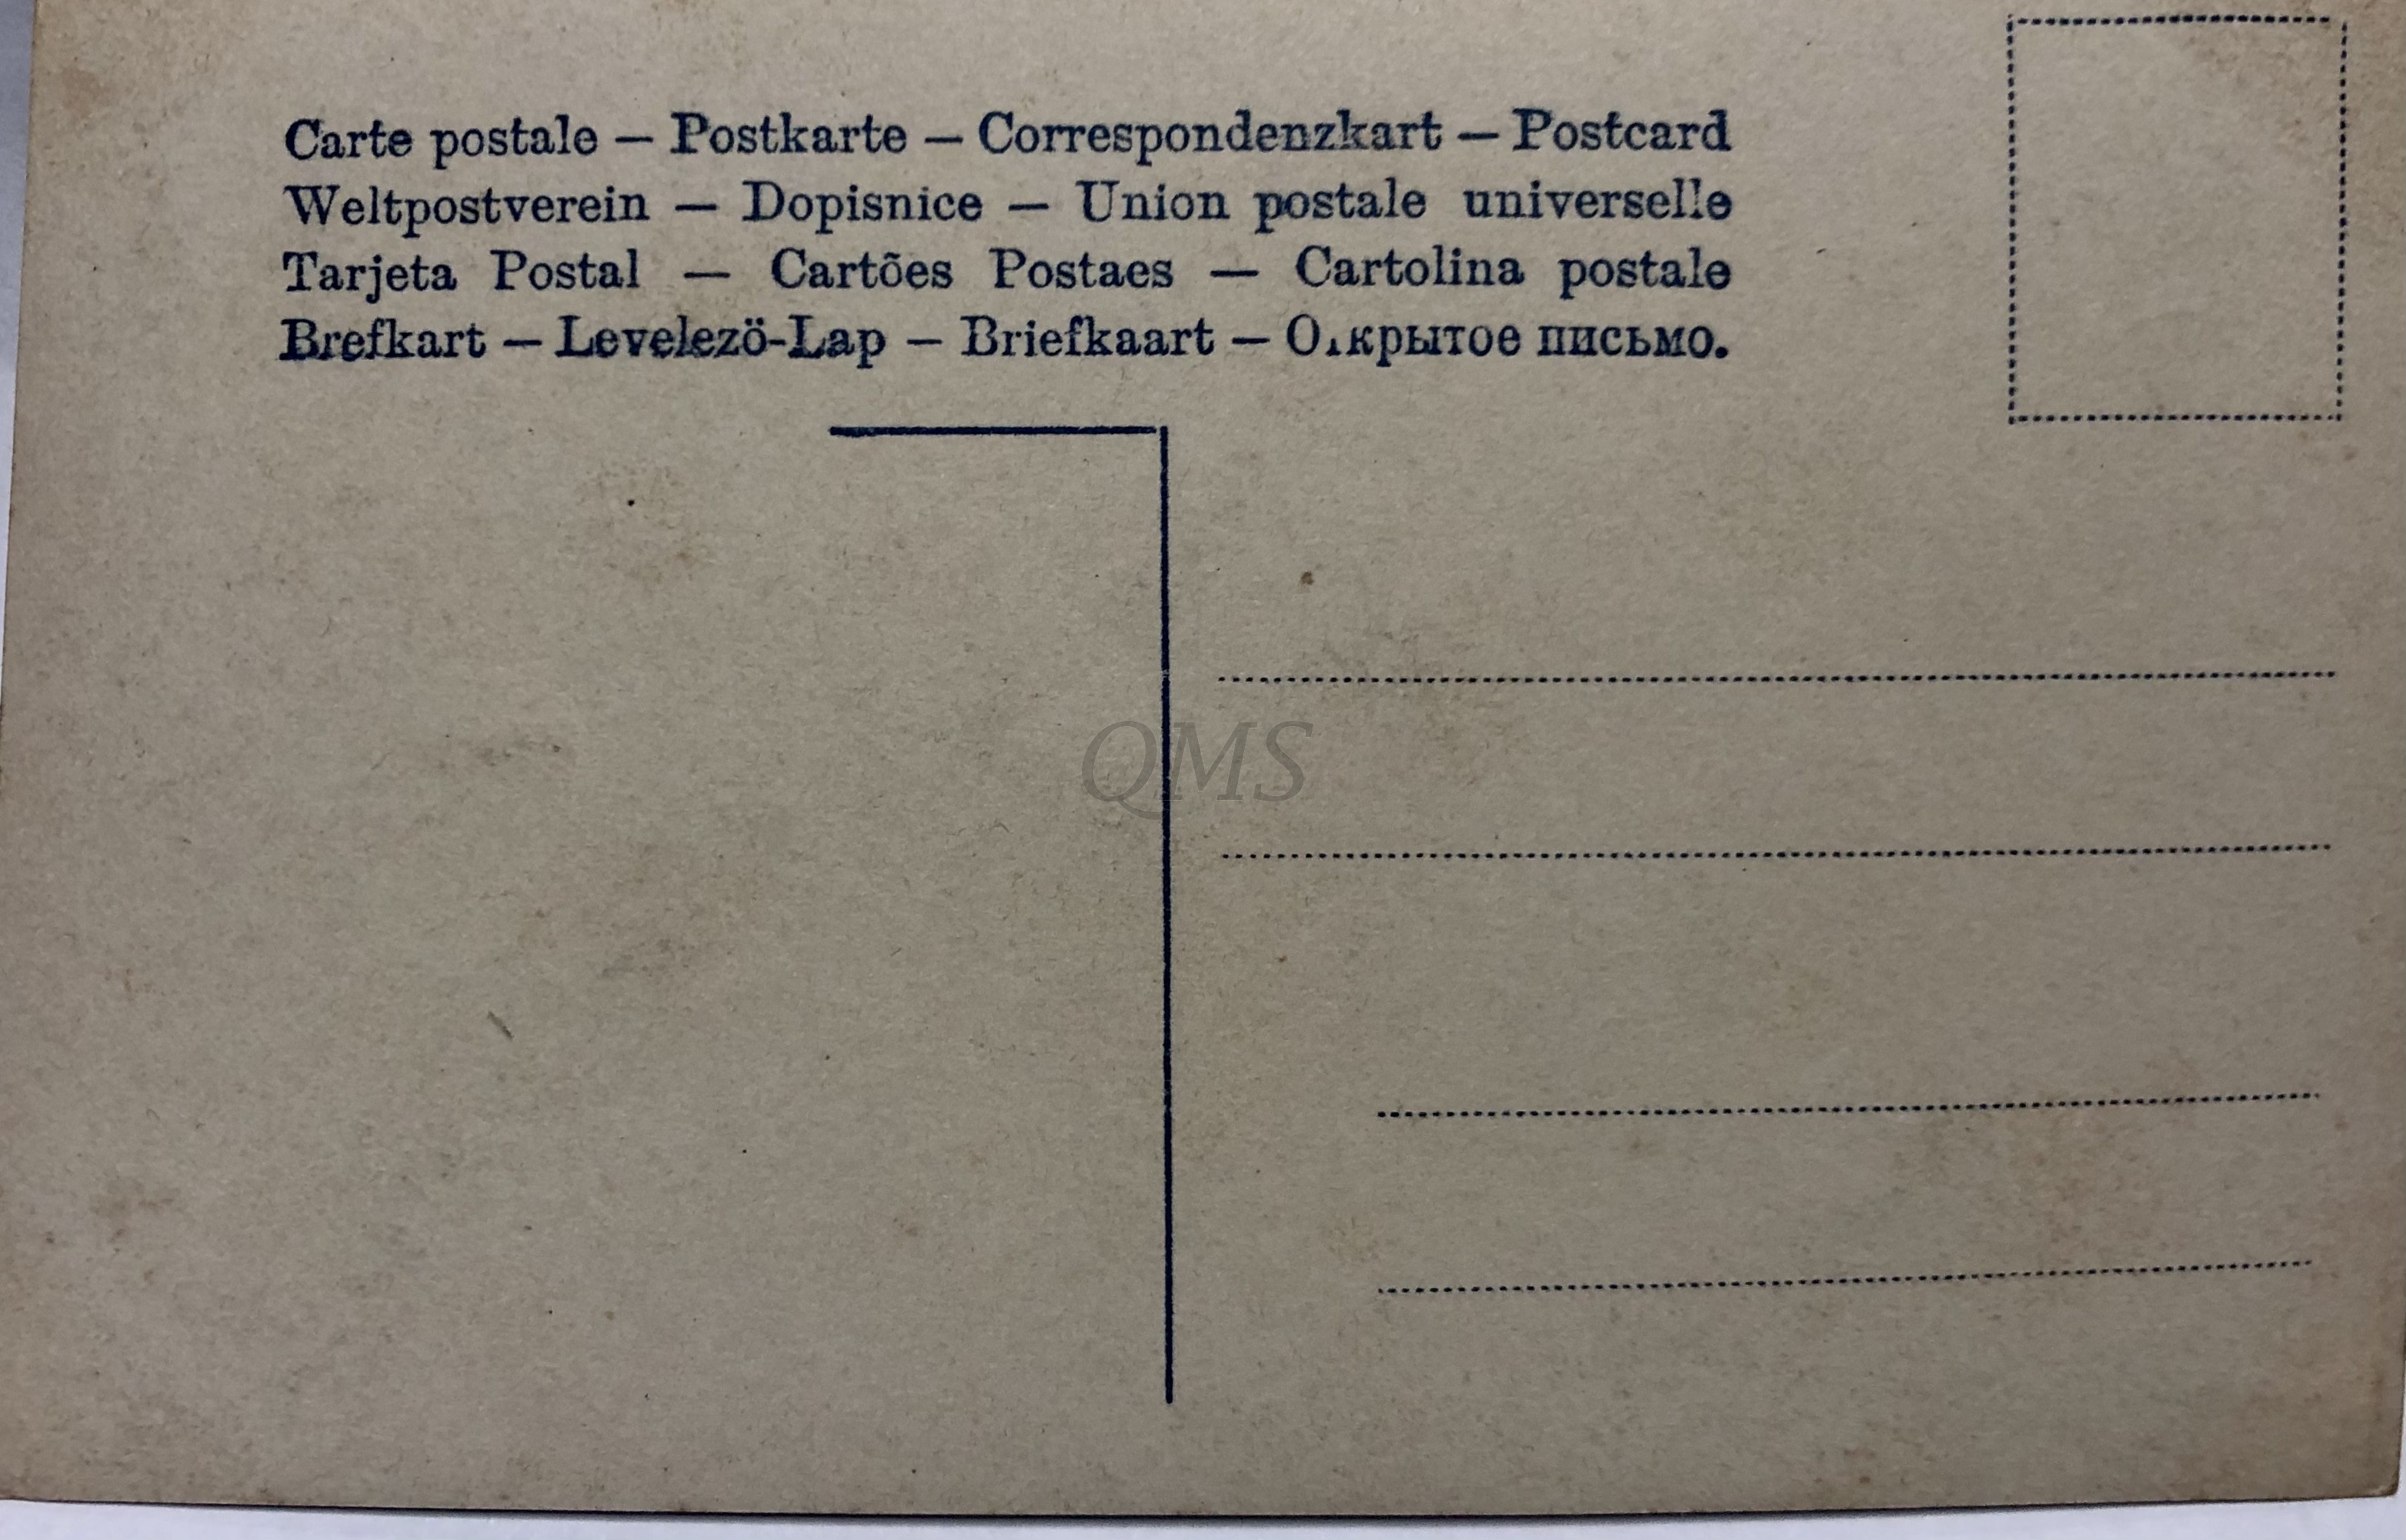 Carte postale — Postkarte — Correspondenzkart — Postcard
Weltpostverein — Dopisnice — Union postale universelle
Tarjeta Postal — Cartões Postaes — Cartolina postale
Brefkart — Levelezö-Lap — Briefkaart — Открытое письмо.
QMS